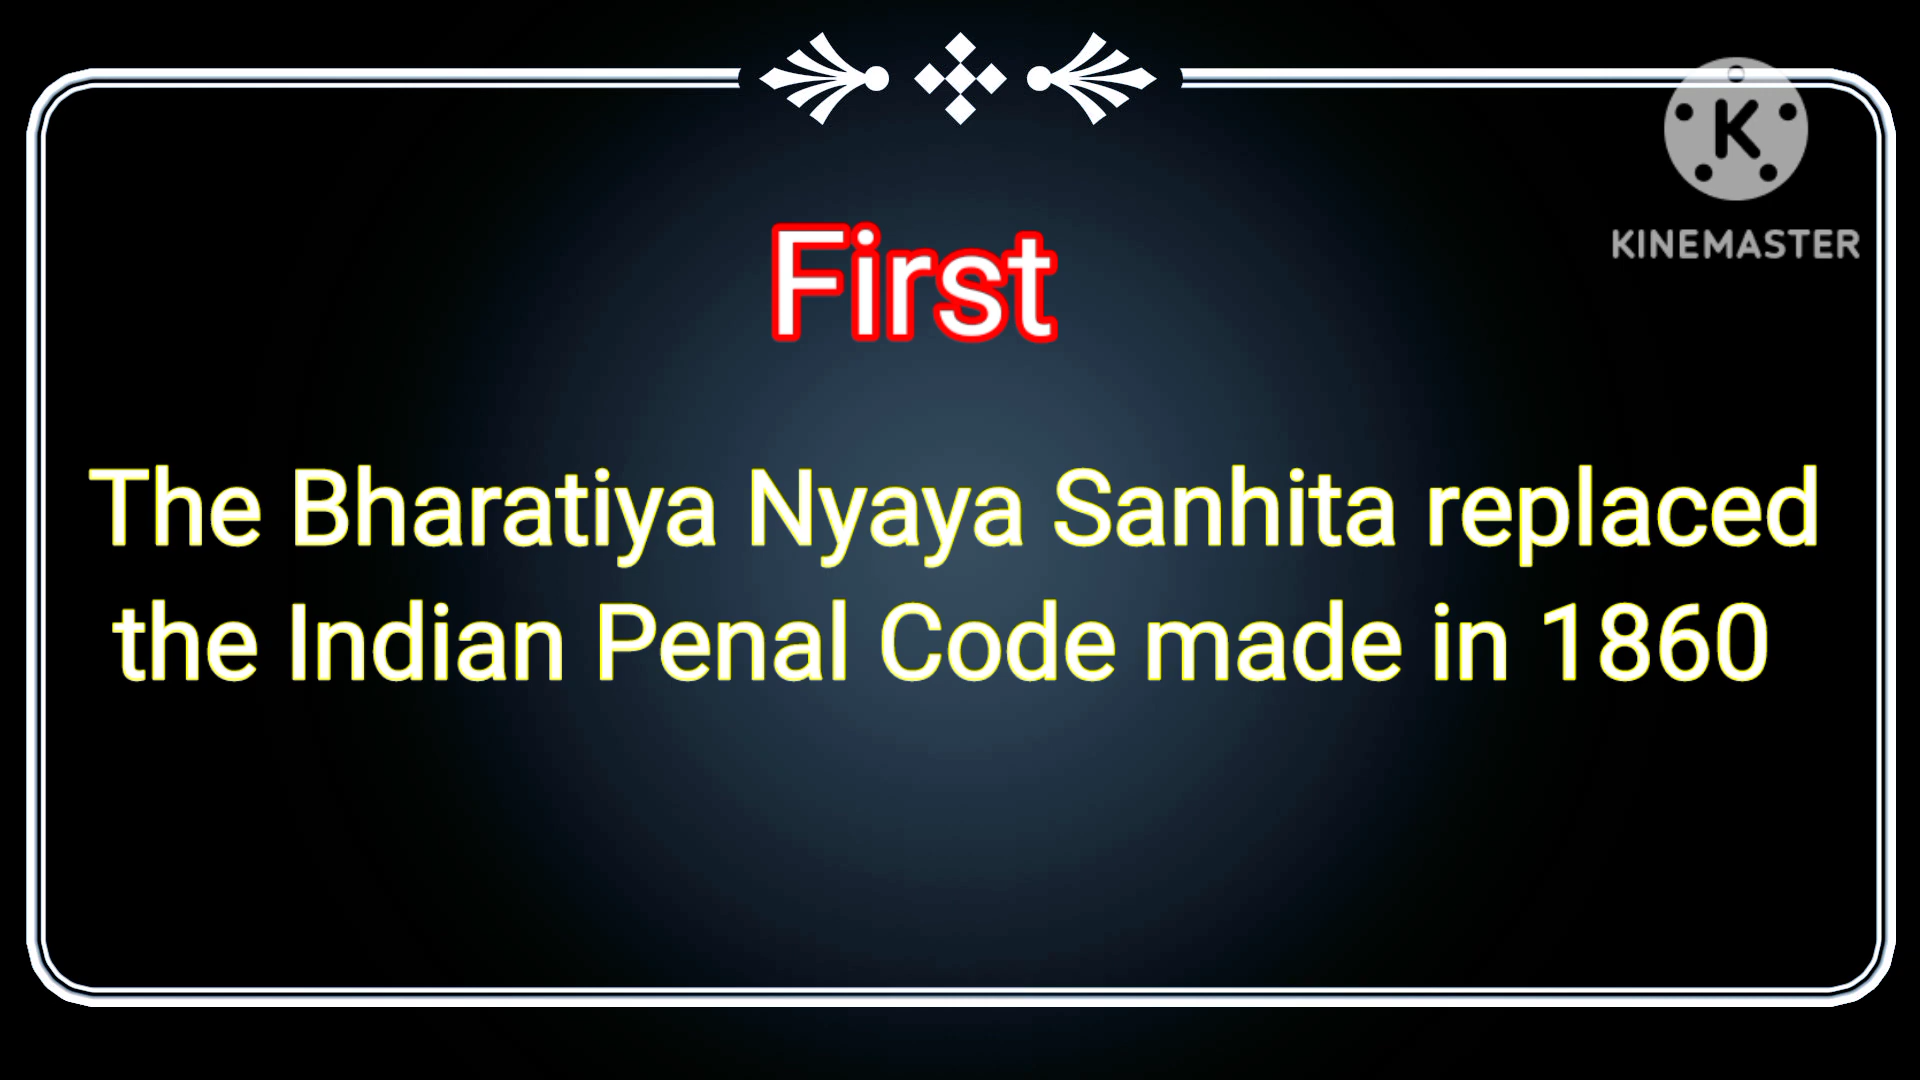 K
KINEMASTER
First
The Bharatiya Nyaya Sanhita replaced
the Indian Penal Code made in 1860